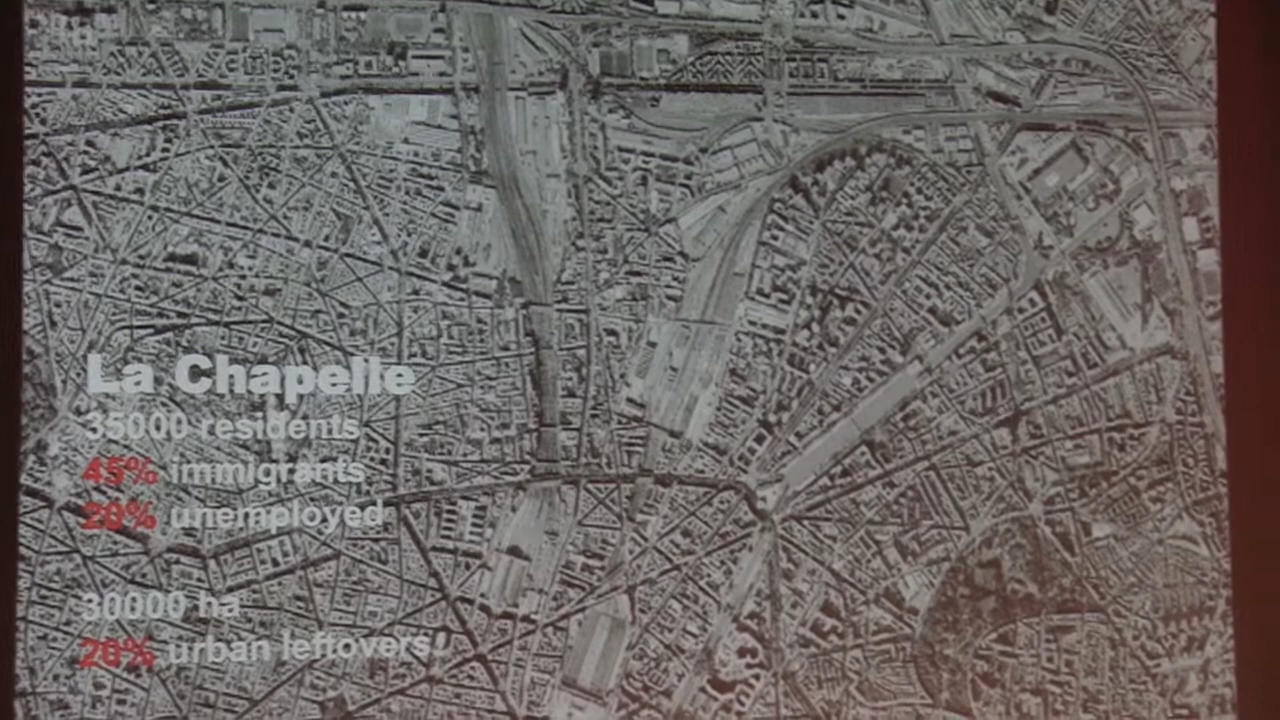 La Chapelle
35000 residents
45% immigrants
20% unemployed
30000 ha
20% urban leftovers